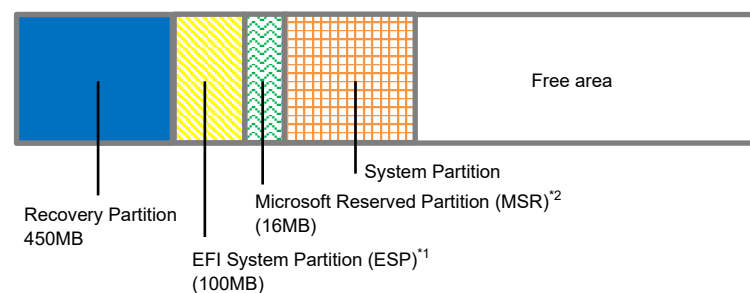 Free area
System Partition
Microsoft Reserved Partition (MSR)*2
(16MB)
Recovery Partition
450MB
EFI System Partition (ESP)*1
(100MB)